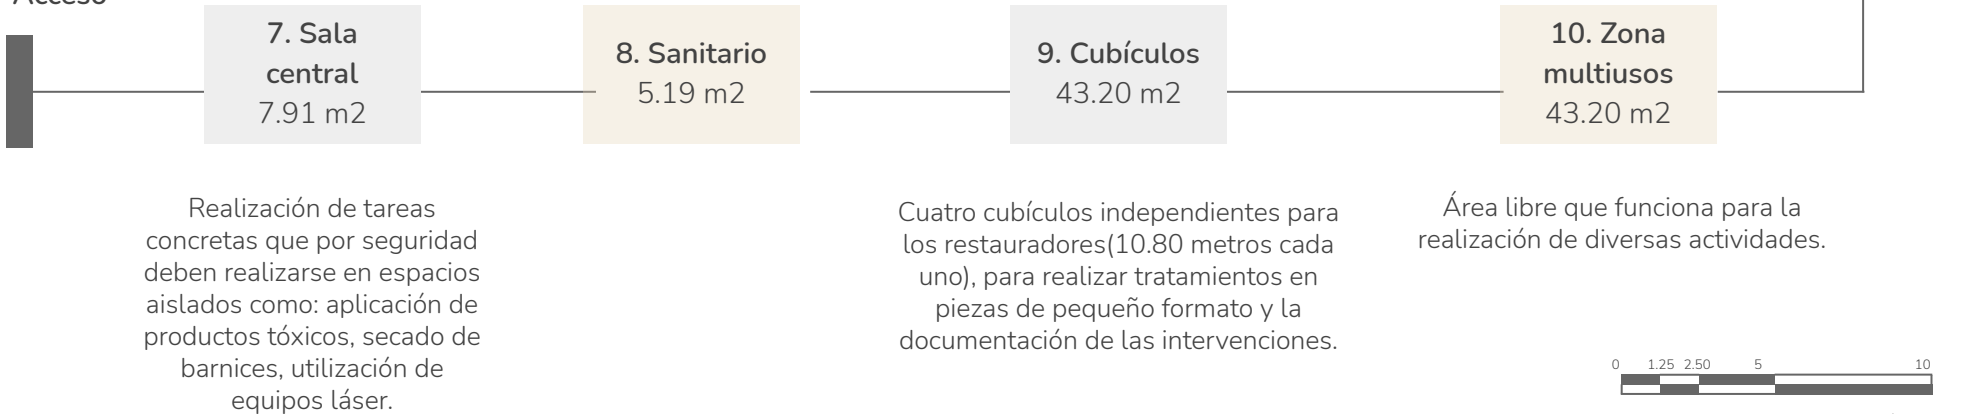 Acceso
7. Sala
central
7.91 m2
8. Sanitario
5.19 m2
9. Cubículos
43.20 m2
10. Zona
multiusos
43.20 m2
Realización de tareas
concretas que por seguridad
deben realizarse en espacios
aislados como: aplicación de
productos tóxicos, secado de
barnices, utilización de
equipos láser.
Cuatro cubículos independientes para
los restauradores(10.80 metros cada
uno), para realizar tratamientos en
piezas de pequeño formato y la
documentación de las intervenciones.
Área libre que funciona para la
realización de diversas actividades.
0 1.25 2.50 5 10